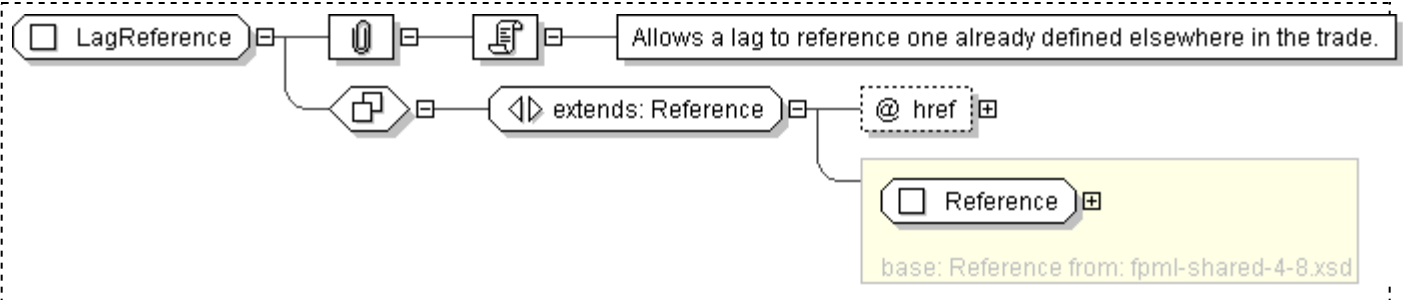 LagReference
Allows a lag to reference one already defined elsewhere in the trade.
extends: Reference
@ href
Reference
base: Reference from: fpml-shared-4-8.xsd